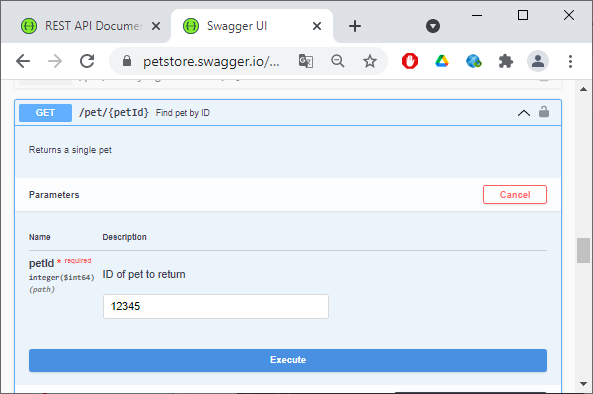 REST API Documen
Swagger UI
petstore.swagger.io/...
GET /pet/{petId} Find pet by ID
Returns a single pet
Parameters
Cancel
Name Description
petId * required
integer($int64)
(path)
ID of pet to return
12345
Execute